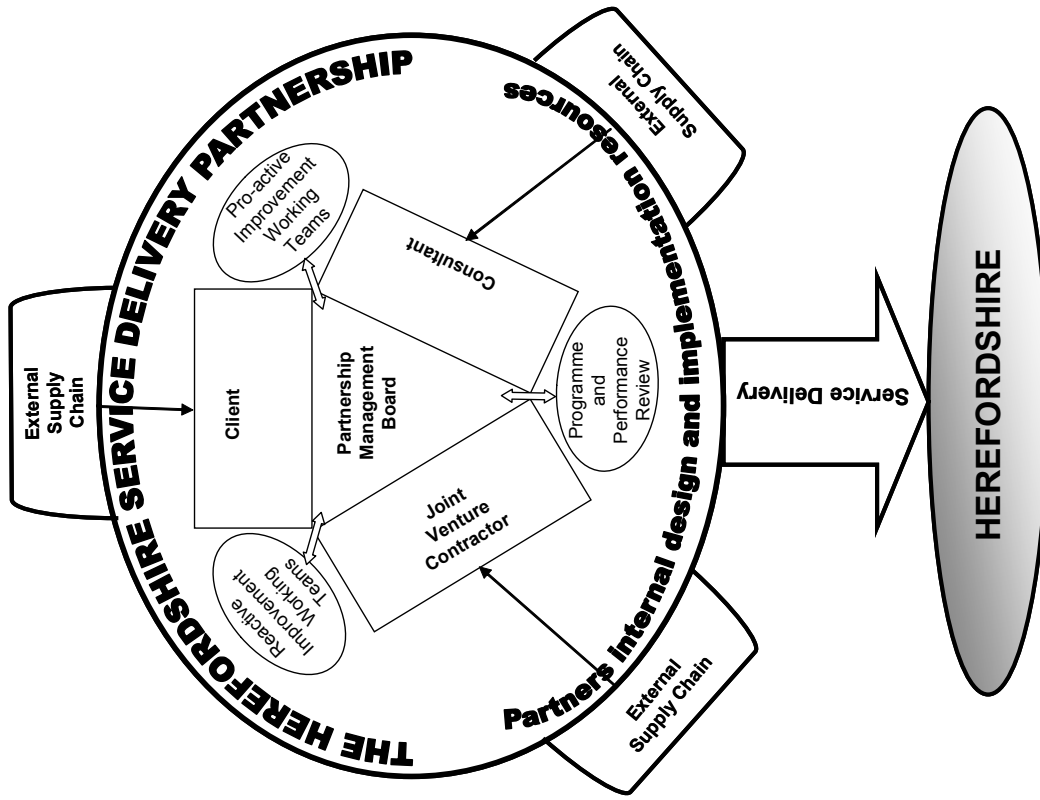 THE HEREFORDSHIRE SERVICE DELIVERY PARTNERSHIP
External
Supply
Chain
Client
Partnership
Management
Board
Pro-active
Improvement
Working
Teams
Reactive
Improvement
Working
Teams
Consultant
Joint
Venture
Contractor
Programme
and
Performance
Review
Partners internal design and implementation resources
External
Supply Chain
External
Supply Chain
Service Delivery
HEREFORDSHIRE